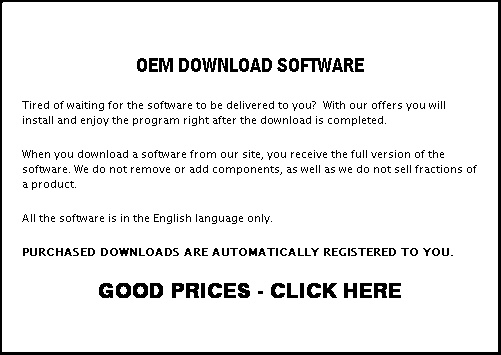 OEM DOWNLOAD SOFTWARE
Tired of waiting for the software to be delivered to you?  With our offers you will
install and enjoy the program right after the download is completed.
When you download a software from our site, you receive the full version of the
software. We do not remove or add components, as well as we do not sell fractions of
a product.
All the software is in the English language only.
PURCHASED DOWNLOADS ARE AUTOMATICALLY REGISTERED TO YOU.
GOOD PRICES - CLICK HERE